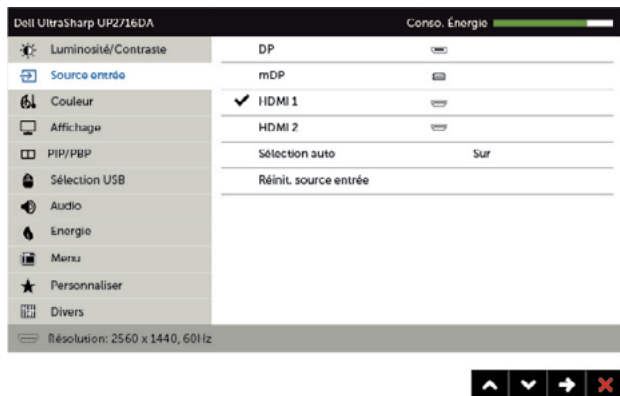 Dell UltraSharp UP2716DA Conso. Énergie
Luminosité/Contraste DP
Source entrée mDP
Couleur HDMI 1
Affichage HDMI 2
PIP/PBP Sélection auto Sur
Sélection USB Réinit. source entrée
Audio
Energie
Menu
Personnaliser
Divers
Résolution: 2560 x 1440, 60Hz